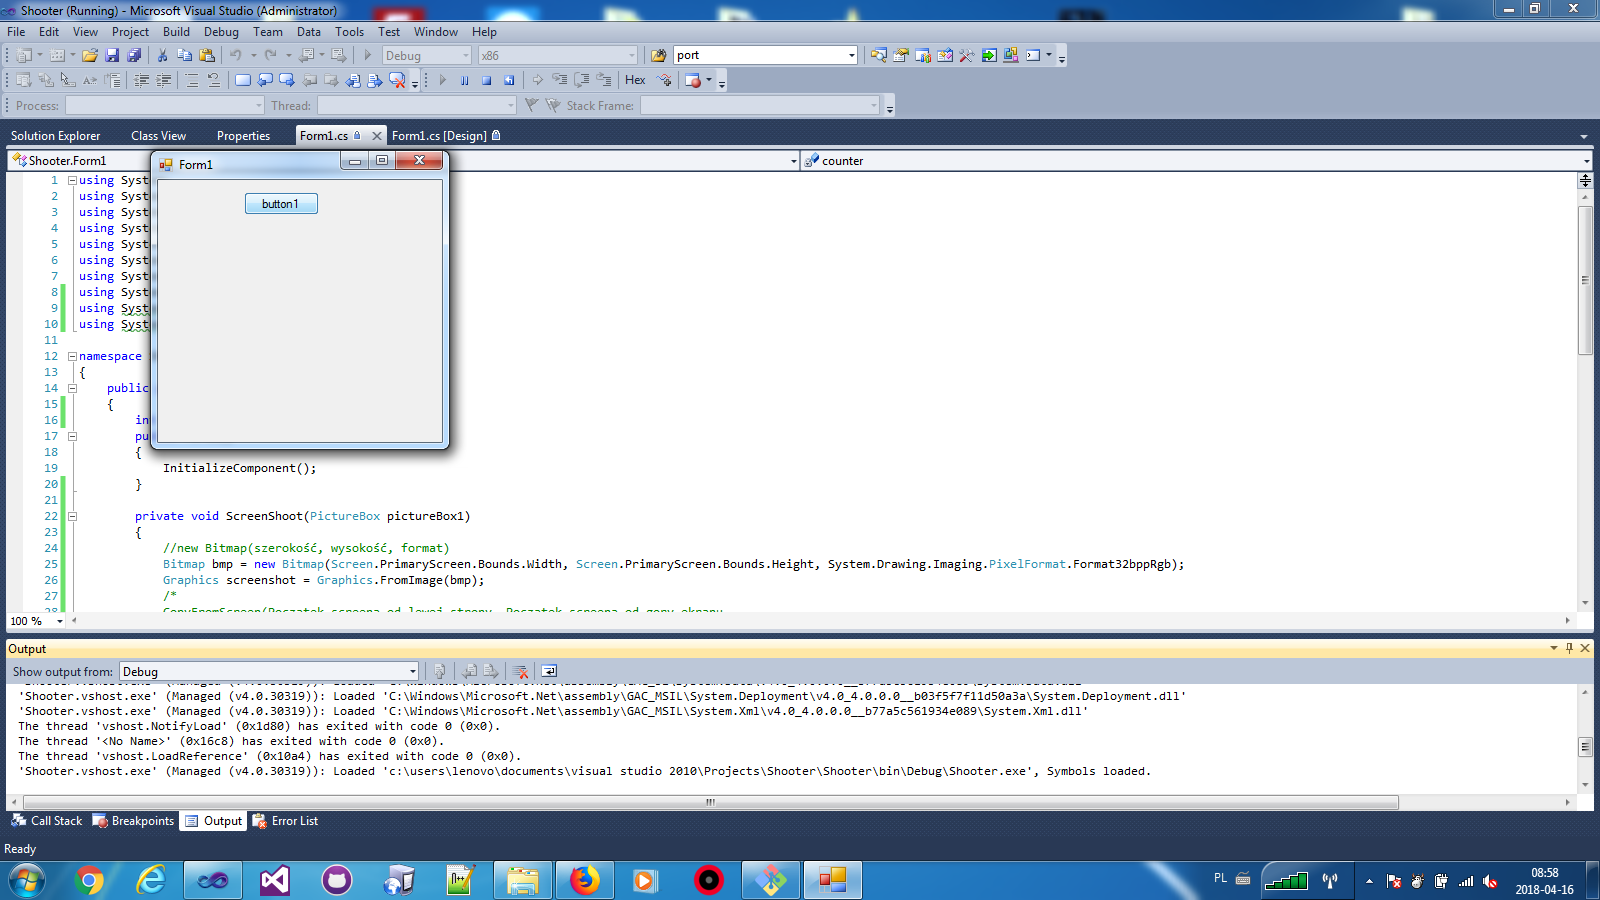 Shooter (Running) - Microsoft Visual Studio (Administrator)
File Edit View Project Build Debug Team Data Tools Test Window Help
Debug x86 port
Hex
Process: Thread: Stack Frame:
Solution Explorer Class View Properties Form1.cs Form1.cs [Design]
Shooter.Form1 counter
Form1
button1
1 using Syst
2 using Syst
3 using Syst
4 using Syst
5 using Syst
6 using Syst
7 using Syst
8 using Syst
9 using Syst
10 using Syst
11
12 namespace
13 {
14 public
15 {
16 in
17 pu
18 {
19 InitializeComponent();
20 }
21
22 private void ScreenShoot(PictureBox pictureBox1)
23 {
24 //new Bitmap(szerokość, wysokość, format)
25 Bitmap bmp = new Bitmap(Screen.PrimaryScreen.Bounds.Width, Screen.PrimaryScreen.Bounds.Height, System.Drawing.Imaging.PixelFormat.Format32bppRgb);
26 Graphics screenshot = Graphics.FromImage(bmp);
27 /*
100 %
Output
Show output from: Debug
'Shooter.vshost.exe' (Managed (v4.0.30319)): Loaded 'C:\Windows\Microsoft.Net\assembly\GAC_MSIL\System.Deployment\v4.0_4.0.0.0__b03f5f7f11d50a3a\System.Deployment.dll'
'Shooter.vshost.exe' (Managed (v4.0.30319)): Loaded 'C:\Windows\Microsoft.Net\assembly\GAC_MSIL\System.Xml\v4.0_4.0.0.0__b77a5c561934e089\System.Xml.dll'
The thread 'vshost.NotifyLoad' (0x1d80) has exited with code 0 (0x0).
The thread '<No Name>' (0x16c8) has exited with code 0 (0x0).
The thread 'vshost.LoadReference' (0x10a4) has exited with code 0 (0x0).
'Shooter.vshost.exe' (Managed (v4.0.30319)): Loaded 'c:\users\lenovo\documents\visual studio 2010\Projects\Shooter\Shooter\bin\Debug\Shooter.exe', Symbols loaded.
Call Stack Breakpoints Output Error List
Ready
PL 08:58
2018-04-16